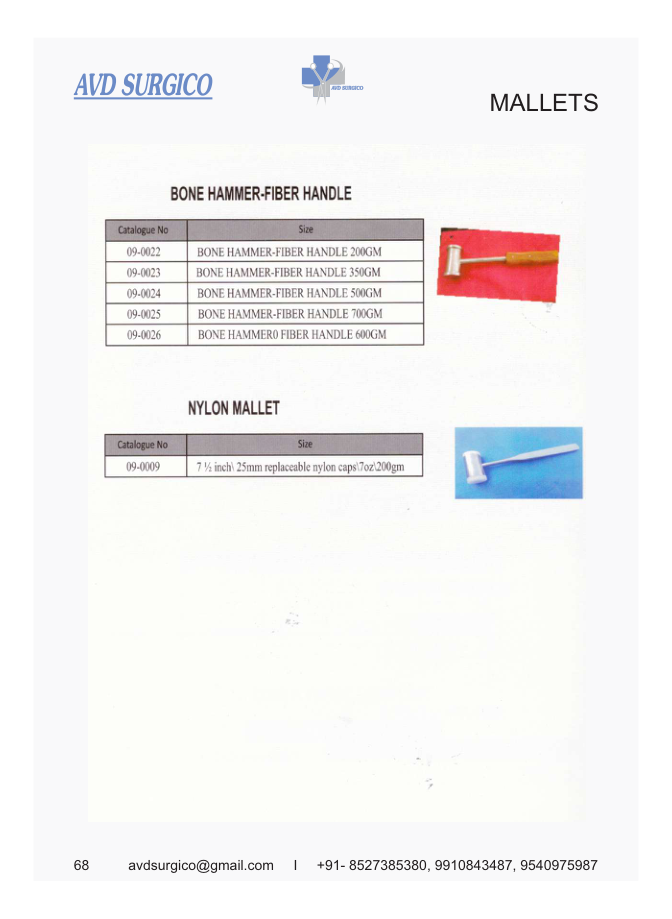 AVD SURGICO
AVD SURGICO
MALLETS
BONE HAMMER-FIBER HANDLE
Catalogue No Size
09-0022 BONE HAMMER-FIBER HANDLE 200GM
09-0023 BONE HAMMER-FIBER HANDLE 350GM
09-0024 BONE HAMMER-FIBER HANDLE 500GM
09-0025 BONE HAMMER-FIBER HANDLE 700GM
09-0026 BONE HAMMER0 FIBER HANDLE 600GM
NYLON MALLET
Catalogue No Size
09-0009 7 ½ inch\ 25mm replaceable nylon caps\7oz\200gm
68 avdsurgico@gmail.com I +91- 8527385380, 9910843487, 9540975987